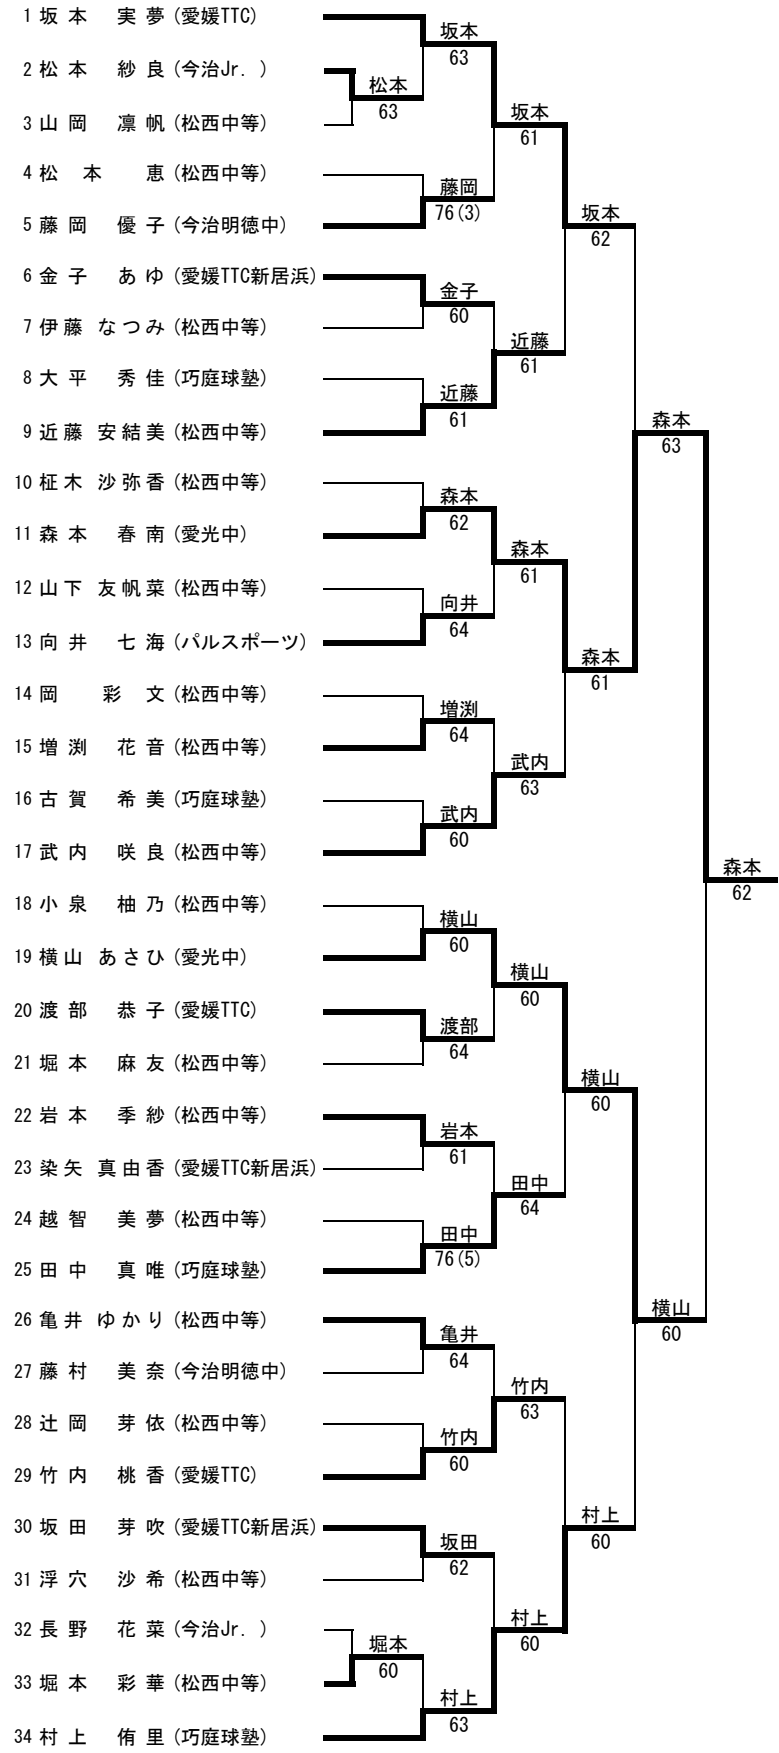 1 坂本 実夢 (愛媛TTC)
2 松本 紗良 (今治Jr. )
3 山岡 凛帆 (松西中等)
4 松本 恵 (松西中等)
5 藤岡 優子 (今治明徳中)
6 金子 あゆ (愛媛TTC新居浜)
7 伊藤 なつみ (松西中等)
8 大平 秀佳 (巧庭球塾)
9 近藤 安結美 (松西中等)
10 柾木 沙弥香 (松西中等)
11 森本 春南 (愛光中)
12 山下 友帆菜 (松西中等)
13 向井 七海 (パルスポーツ)
14 岡 彩文 (松西中等)
15 増渕 花音 (松西中等)
16 古賀 希美 (巧庭球塾)
17 武内 咲良 (松西中等)
18 小泉 柚乃 (松西中等)
19 横山 あさひ (愛光中)
20 渡部 恭子 (愛媛TTC)
21 堀本 麻友 (松西中等)
22 岩本 季紗 (松西中等)
23 染矢 真由香 (愛媛TTC新居浜)
24 越智 美夢 (松西中等)
25 田中 真唯 (巧庭球塾)
26 亀井 ゆかり (松西中等)
27 藤村 美奈 (今治明徳中)
28 辻岡 芽依 (松西中等)
29 竹内 桃香 (愛媛TTC)
30 坂田 芽吹 (愛媛TTC新居浜)
31 浮穴 沙希 (松西中等)
32 長野 花菜 (今治Jr. )
33 堀本 彩華 (松西中等)
34 村上 侑里 (巧庭球塾)
松本
63
堀本
60
坂本
63
藤岡
76(3)
金子
60
近藤
61
森本
62
向井
64
増渕
64
武内
60
横山
60
渡部
64
岩本
61
田中
76(5)
亀井
64
竹内
60
坂田
62
村上
63
坂本
61
近藤
61
森本
61
武内
63
横山
60
田中
64
竹内
63
村上
60
坂本
62
森本
61
横山
60
村上
60
森本
63
横山
60
森本
62